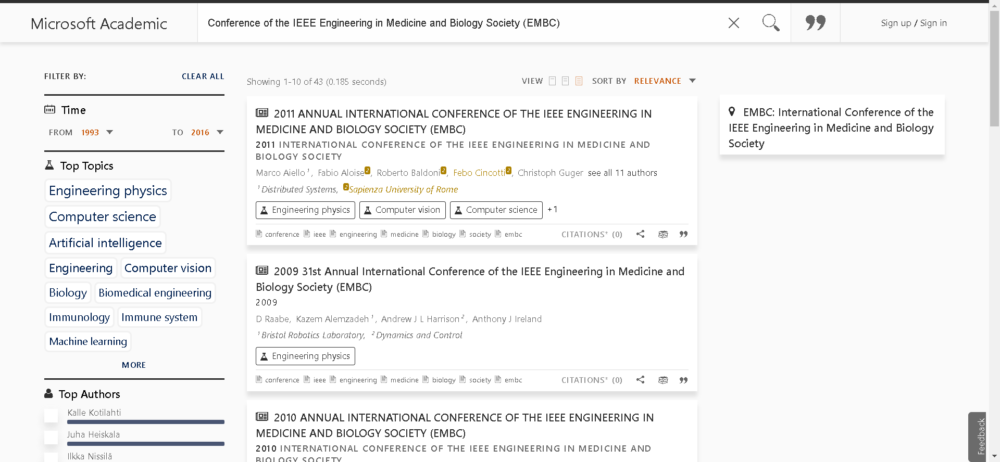 Microsoft Academic
Conference of the IEEE Engineering in Medicine and Biology Society (EMBC)
Sign up / Sign in
FILTER BY:
CLEAR ALL
Time
FROM 1993
TO 2016
Top Topics
Engineering physics
Computer science
Artificial intelligence
Engineering
Computer vision
Biology
Biomedical engineering
Immunology
Immune system
Machine learning
MORE
Top Authors
Kalle Kotilahti
Juha Heiskala
Ilkka Nissilä
Showing 1-10 of 43 (0.185 seconds)
VIEW
SORT BY RELEVANCE
2011 ANNUAL INTERNATIONAL CONFERENCE OF THE IEEE ENGINEERING IN
MEDICINE AND BIOLOGY SOCIETY (EMBC)
2011 INTERNATIONAL CONFERENCE OF THE IEEE ENGINEERING IN MEDICINE AND
BIOLOGY SOCIETY
Marco Aiello 1, Fabio Aloise 2, Roberto Baldoni 2, Febo Cincotti 2, Christoph Guger see all 11 authors
1 Distributed Systems, 2 Sapienza University of Rome
Engineering physics Computer vision Computer science +1
conference ieee engineering medicine biology society embc CITATIONS* (0)
2009 31st Annual International Conference of the IEEE Engineering in Medicine and
Biology Society (EMBC)
2009
D Raabe, Kazem Alemzadeh 1, Andrew J L Harrison 2, Anthony J Ireland
1 Bristol Robotics Laboratory, 2 Dynamics and Control
Engineering physics
conference ieee engineering medicine biology society embc CITATIONS* (0)
2010 ANNUAL INTERNATIONAL CONFERENCE OF THE IEEE ENGINEERING IN
MEDICINE AND BIOLOGY SOCIETY (EMBC)
2010 INTERNATIONAL CONFERENCE OF THE IEEE ENGINEERING IN MEDICINE AND
BIOLOGY SOCIETY
EMBC: International Conference of the
IEEE Engineering in Medicine and Biology
Society
Feedback